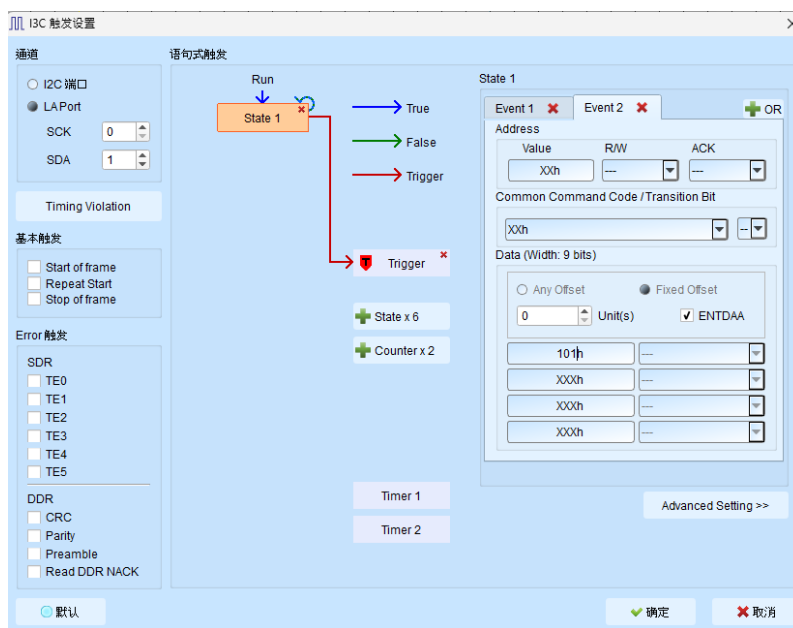 I3C 触发设置
通道
I2C 端口
LA Port
SCK 0
SDA 1
Timing Violation
基本触发
Start of frame
Repeat Start
Stop of frame
Error 触发
SDR
TE0
TE1
TE2
TE3
TE4
TE5
DDR
CRC
Parity
Preamble
Read DDR NACK
默认
语句式触发
Run
State 1
True
False
Trigger
Trigger
State x 6
Counter x 2
Timer 1
Timer 2
State 1
Event 1 Event 2 OR
Address
Value R/W ACK
XXh --- ---
Common Command Code / Transition Bit
XXh --
Data (Width: 9 bits)
Any Offset Fixed Offset
0 Unit(s) ENTDAA
101h ---
XXXh ---
XXXh ---
XXXh ---
Advanced Setting >>
确定 取消